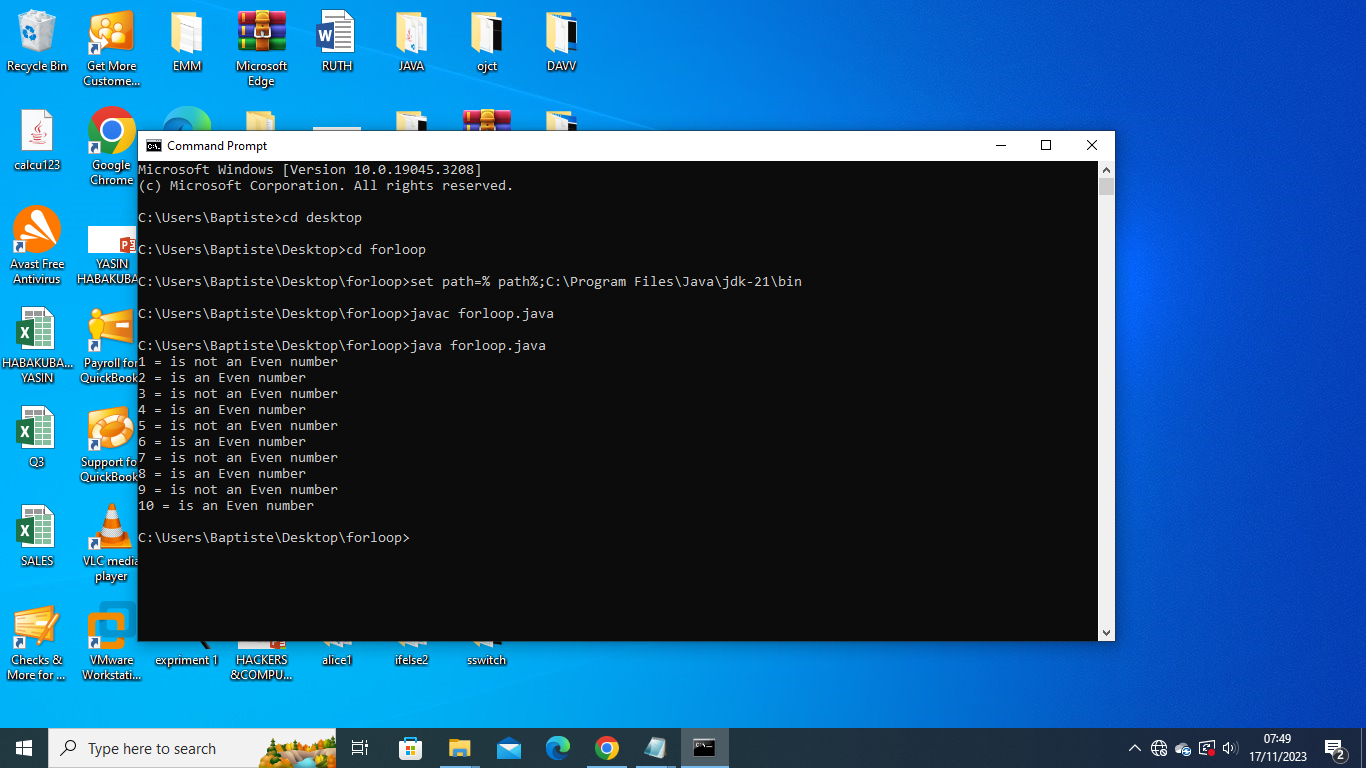 Recycle Bin
Get More
Custome...
EMM
Microsoft
Edge
RUTH
JAVA
ojct
DAVV
calcu123
Google
Chrome
Command Prompt
Microsoft Windows [Version 10.0.19045.3208]
(c) Microsoft Corporation. All rights reserved.
C:\Users\Baptiste>cd desktop
C:\Users\Baptiste\Desktop>cd forloop
C:\Users\Baptiste\Desktop\forloop>set path=% path%;C:\Program Files\Java\jdk-21\bin
C:\Users\Baptiste\Desktop\forloop>javac forloop.java
C:\Users\Baptiste\Desktop\forloop>java forloop.java
1 = is not an Even number
2 = is an Even number
3 = is not an Even number
4 = is an Even number
5 = is not an Even number
6 = is an Even number
7 = is not an Even number
8 = is an Even number
9 = is not an Even number
10 = is an Even number
C:\Users\Baptiste\Desktop\forloop>
Avast Free
Antivirus
YASIN
HABAKUBA
HABAKUBA...
YASIN
Payroll for
QuickBook
Q3
Support fo
QuickBook
SALES
VLC media
player
Checks &
More for ...
VMware
Workstati...
expriment 1
HACKERS
&COMPU...
alice1
ifelse2
sswitch
Type here to search
07:49
17/11/2023
2